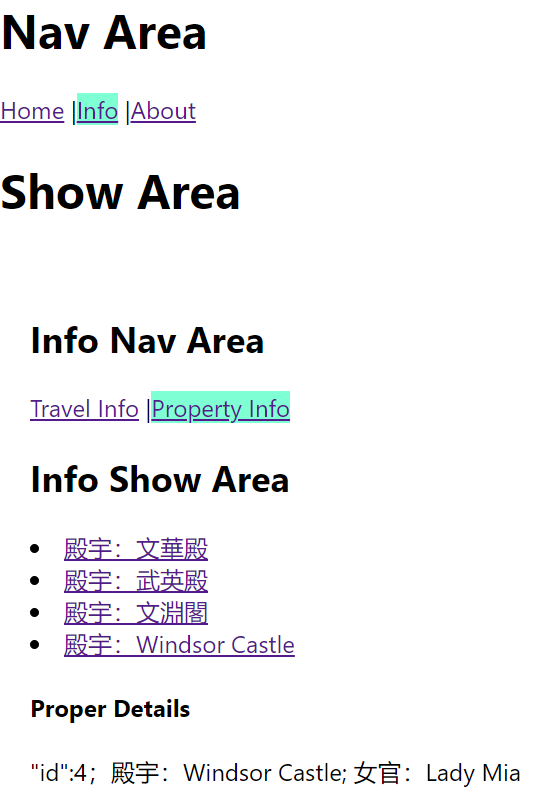 Nav Area
Home |Info |About
Show Area
Info Nav Area
Travel Info |Property Info
Info Show Area
殿宇：文華殿
殿宇：武英殿
殿宇：文淵閣
殿宇：Windsor Castle
Proper Details
"id":4；殿宇：Windsor Castle; 女官：Lady Mia